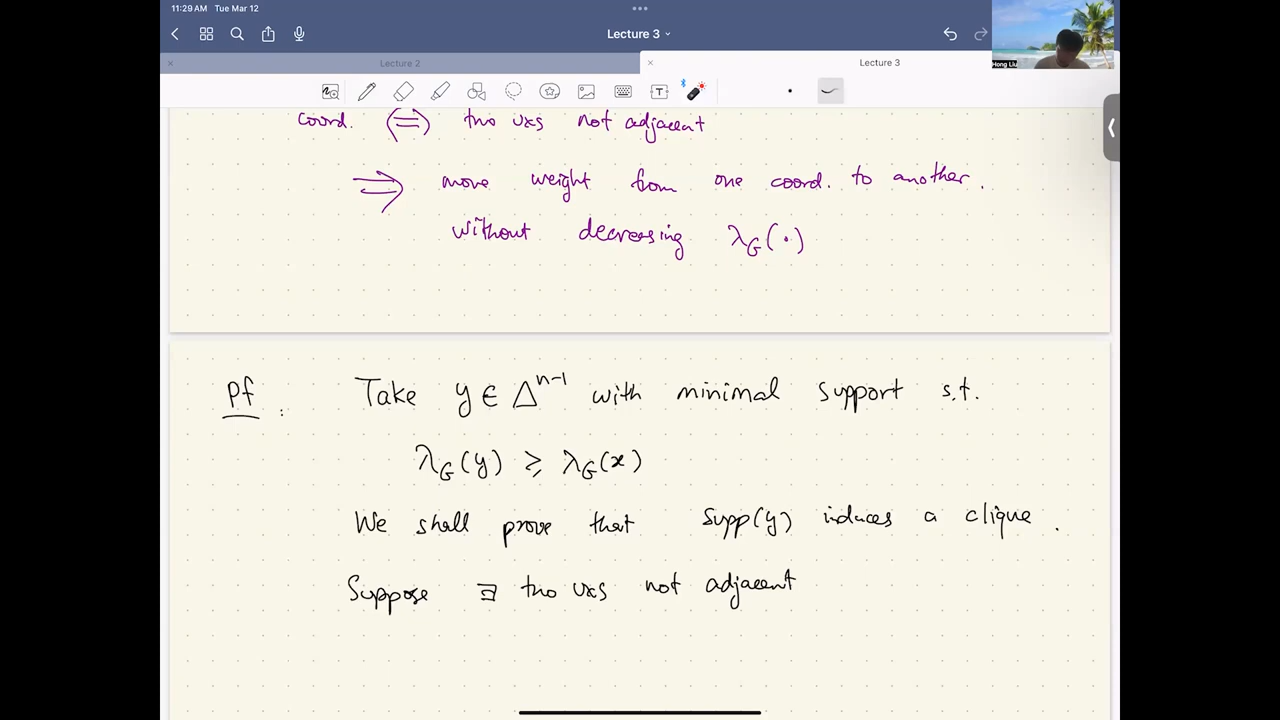 11:29 AM Tue Mar 12
Lecture 3
Hong Liu
Lecture 2
Lecture 3
coord. ⟺ two vxs not adjacent
⟹ move weight from one coord. to another.
without decreasing λ_G(·)
Pf: Take y ∈ Δ^{n-1} with minimal support s.t.
λ_G(y) ≥ λ_G(x)
We shall prove that supp(y) induces a clique.
Suppose ∃ two vxs not adjacent